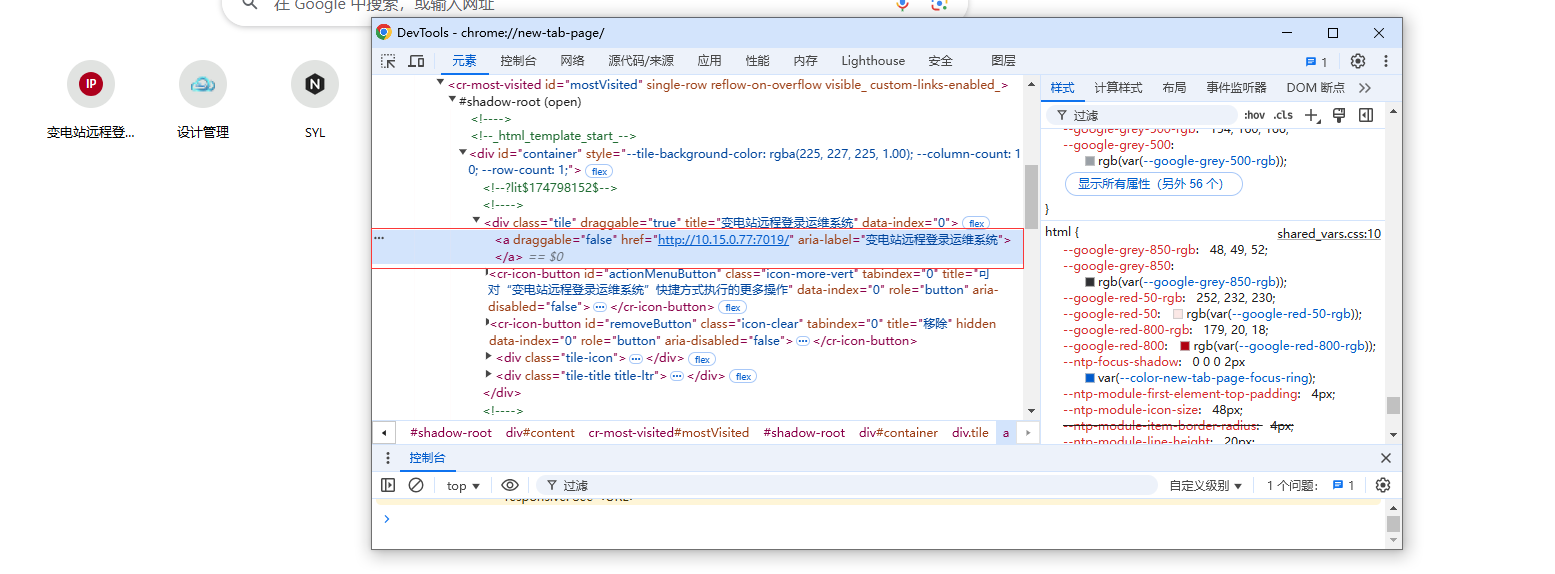 在 Google 中搜索，或输入网址
变电站远程登...
设计管理
SYL
IP
N
DevTools - chrome://new-tab-page/
元素 控制台 网络 源代码/来源 应用 性能 内存 Lighthouse 安全 图层 1
<cr-most-visited id="mostVisited" single-row reflow-on-overflow visible_ custom-links-enabled_>
#shadow-root (open)
<!---->
<!--_html_template_start_-->
<div id="container" style="--tile-background-color: rgba(225, 227, 225, 1.00); --column-count: 1
0; --row-count: 1;"> flex
<!--?lit$174798152$-->
<!---->
<div class="tile" draggable="true" title="变电站远程登录运维系统" data-index="0"> flex
<a draggable="false" href="http://10.15.0.77:7019/" aria-label="变电站远程登录运维系统">
</a> == $0
<cr-icon-button id="actionMenuButton" class="icon-more-vert" tabindex="0" title="可
对“变电站远程登录运维系统”快捷方式执行的更多操作" data-index="0" role="button" aria-
disabled="false"> ⋯ </cr-icon-button> flex
<cr-icon-button id="removeButton" class="icon-clear" tabindex="0" title="移除" hidden
data-index="0" role="button" aria-disabled="false"> ⋯ </cr-icon-button>
<div class="tile-icon"> ⋯ </div> flex
<div class="tile-title title-ltr"> ⋯ </div> flex
</div>
<!---->
#shadow-root div#content cr-most-visited#mostVisited #shadow-root div#container div.tile a
样式 计算样式 布局 事件监听器 DOM 断点
过滤 :hov .cls
--google-grey-500-rgb: 154, 160, 166;
--google-grey-500:
rgb(var(--google-grey-500-rgb));
显示所有属性（另外 56 个）
}
html { shared_vars.css:10
--google-grey-850-rgb: 48, 49, 52;
--google-grey-850:
rgb(var(--google-grey-850-rgb));
--google-red-50-rgb: 252, 232, 230;
--google-red-50: rgb(var(--google-red-50-rgb));
--google-red-800-rgb: 179, 20, 18;
--google-red-800: rgb(var(--google-red-800-rgb));
--ntp-focus-shadow: 0 0 0 2px
var(--color-new-tab-page-focus-ring);
--ntp-module-first-element-top-padding: 4px;
--ntp-module-icon-size: 48px;
--ntp-module-item-border-radius: 4px;
--ntp-module-line-height: 20px;
控制台
top 过滤 自定义级别 1 个问题: 1